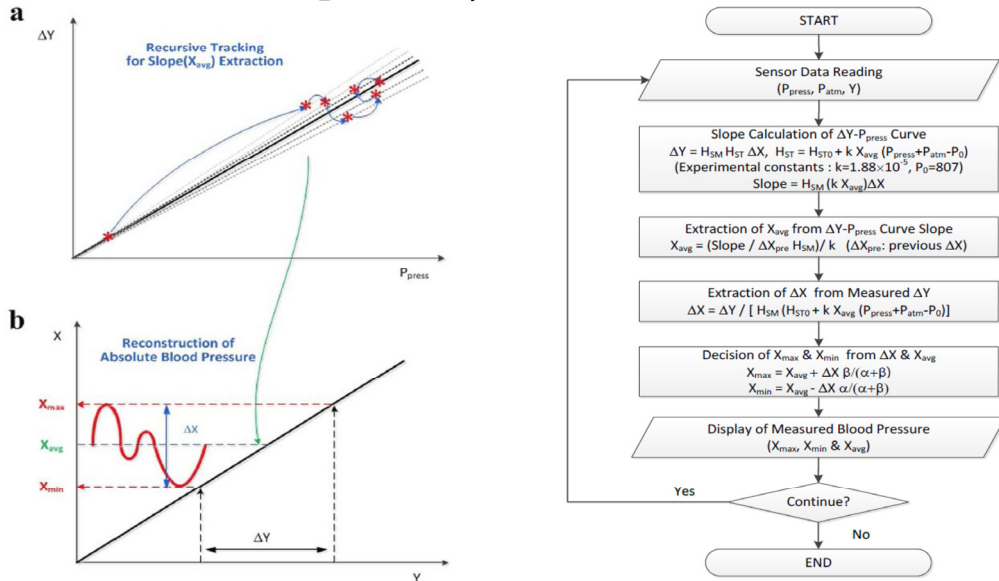 a
ΔY
Recursive Tracking
for Slope(Xavg) Extraction
Ppress
b
X
Reconstruction of
Absolute Blood Pressure
Xmax
ΔX
Xavg
Xmin
ΔY
Y
START
Sensor Data Reading
(Ppress, Patm, Y)
Slope Calculation of ΔY-Ppress Curve
ΔY = HSM HST ΔX, HST = HST0 + k Xavg (Ppress+Patm-P0)
(Experimental constants : k=1.88×10-5, P0=807)
Slope = HSM (k Xavg)ΔX
Extraction of Xavg from ΔY-Ppress Curve Slope
Xavg = (Slope / ΔXpre HSM)/ k (ΔXpre: previous ΔX)
Extraction of ΔX from Measured ΔY
ΔX = ΔY / [ HSM (HST0 + k Xavg (Ppress+Patm-P0)]
Decision of Xmax & Xmin from ΔX & Xavg
Xmax = Xavg + ΔX β/(α+β)
Xmin = Xavg - ΔX α/(α+β)
Display of Measured Blood Pressure
(Xmax, Xmin & Xavg)
Yes
Continue?
No
END